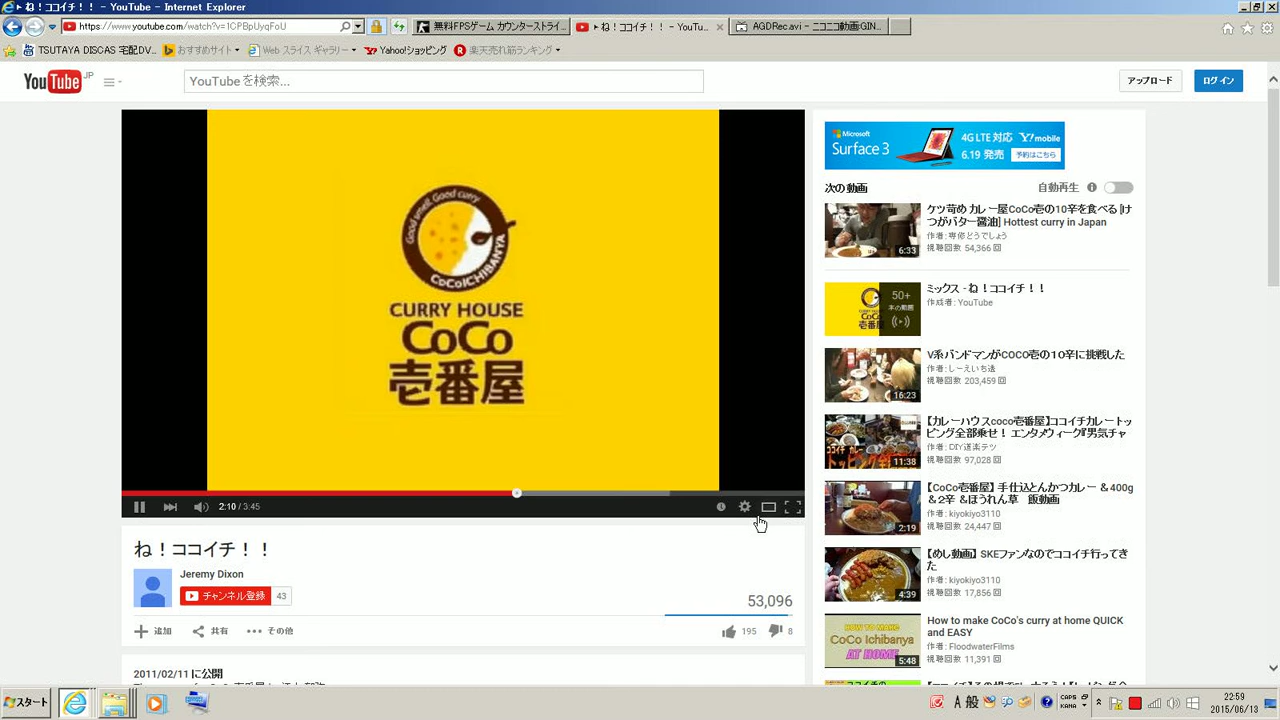 ね！ココイチ！！ - YouTube - Internet Explorer
https://www.youtube.com/watch?v=1CPBpUyqFoU
無料FPSゲーム カウンターストライ...
ね！ココイチ！！ - YouTu...
AGDRec.avi - ニコニコ動画:GIN...
TSUTAYA DISCAS 宅配DV...
おすすめサイト
Web スライス ギャラリー
Yahoo!ショッピング
楽天売れ筋ランキング
YouTube JP
YouTube を検索...
アップロード
ログイン
Good smell, Good curry
CoCoICHIBANYA
CURRY HOUSE
CoCo
壱番屋
2:10 / 3:45
ね！ココイチ！！
Jeremy Dixon
チャンネル登録 43
53,096
追加 共有 その他
195 8
2011/02/11 に公開
Microsoft
Surface 3
4G LTE 対応 Y!mobile
6.19 発売 予約はこちら
次の動画 自動再生
ケツ苛め カレー屋CoCo壱の10辛を食べる [け
つがバター醤油] Hottest curry in Japan
作者: 専修どうでしょう
視聴回数 54,366 回
6:33
ミックス - ね！ココイチ！！
作成者: YouTube
50+
本の動画
V系バンドマンがCOCO壱の１０辛に挑戦した
作者: しーえいち逃
視聴回数 203,459 回
16:23
【カレーハウスcoco壱番屋】ココイチカレートッ
ピング全部乗せ！ エンタメウィーク『男気チャ
作者: DIY道楽テツ
視聴回数 97,028 回
11:38
【CoCo壱番屋】 手仕込とんかつカレー ＆400g
＆2辛 ＆ほうれん草　飯動画
作者: kiyokiyo3110
視聴回数 24,447 回
2:19
【めし動画】 SKEファンなのでココイチ行ってき
た
作者: kiyokiyo3110
視聴回数 17,856 回
4:39
How to make CoCo's curry at home QUICK
and EASY
作者: FloodwaterFilms
視聴回数 11,391 回
HOW TO MAKE
CoCo Ichibanya
AT HOME
5:48
スタート
A 般
CAPS
KANA
22:59
2015/06/13